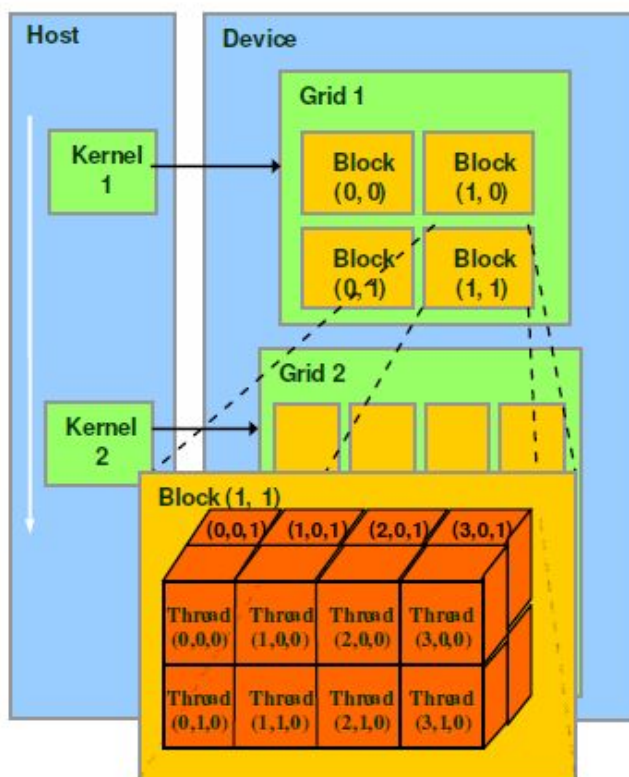 Host
Device
Grid 1
Kernel
1
Block
(0, 0)
Block
(1, 0)
Block
(0, 1)
Block
(1, 1)
Grid 2
Kernel
2
Block (1, 1)
(0,0,1) (1,0,1) (2,0,1) (3,0,1)
Thread
(0,0,0)
Thread
(1,0,0)
Thread
(2,0,0)
Thread
(3,0,0)
Thread
(0,1,0)
Thread
(1,1,0)
Thread
(2,1,0)
Thread
(3,1,0)